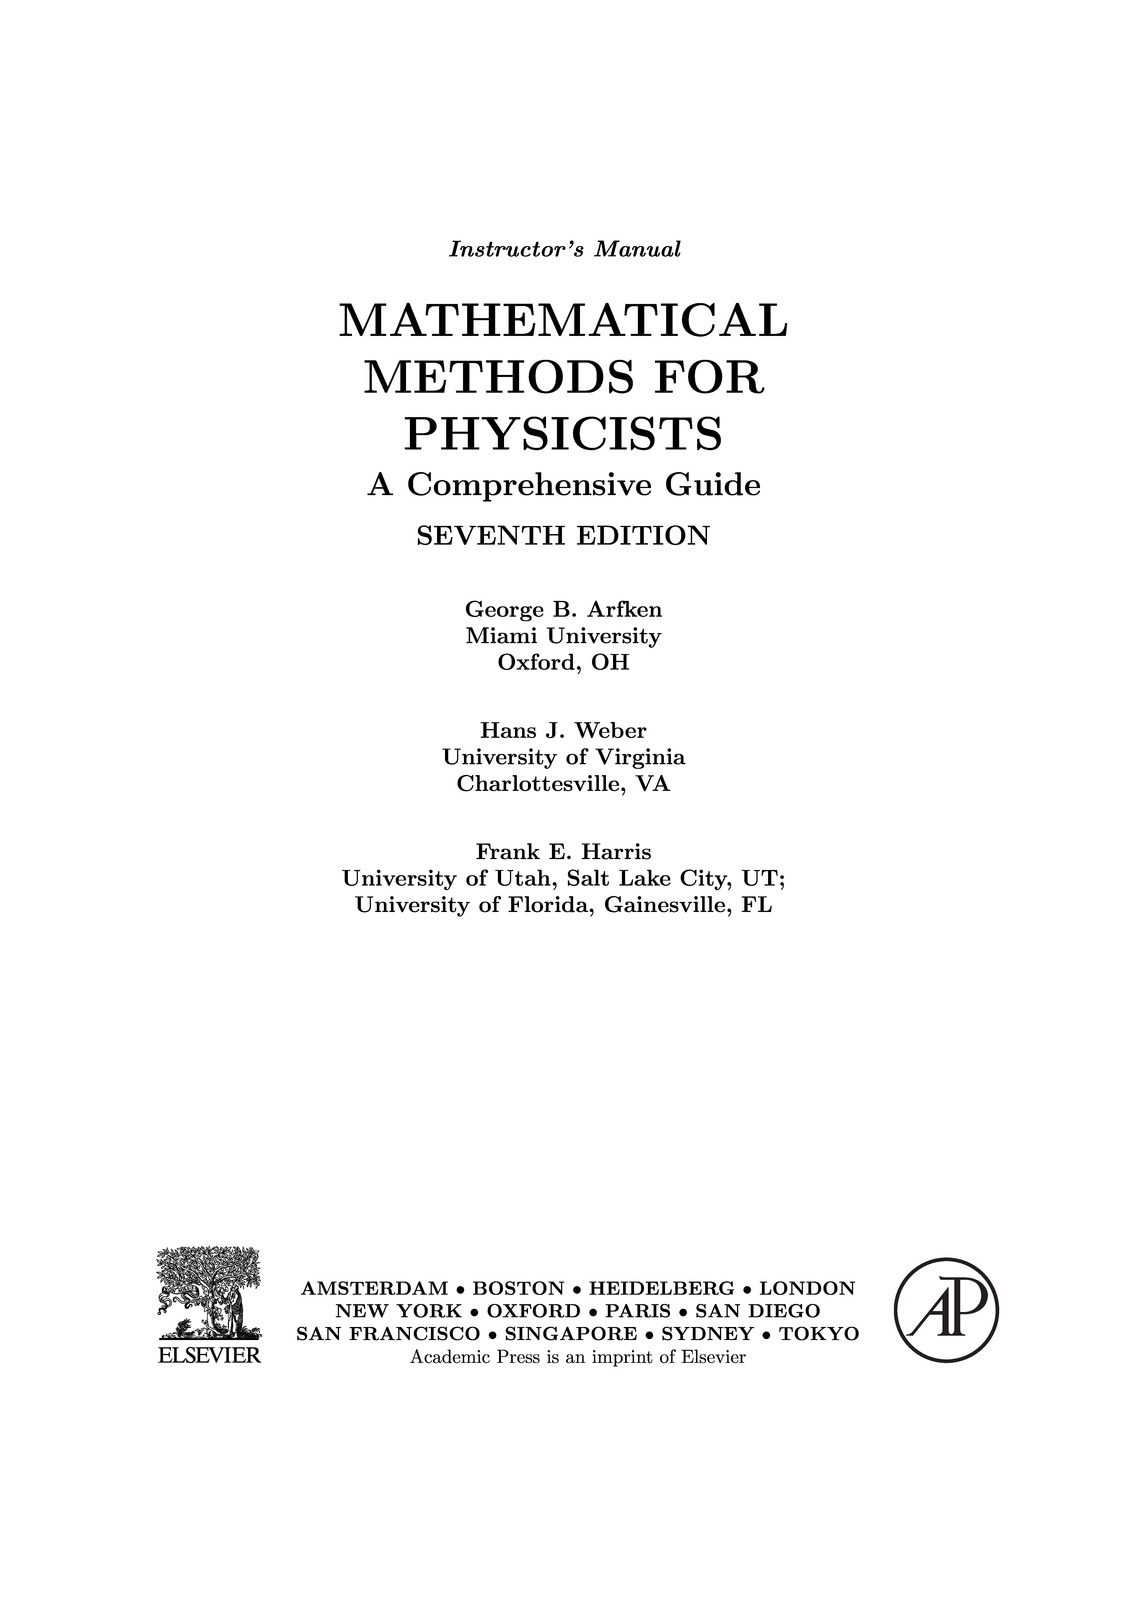 Instructor's Manual
MATHEMATICAL
METHODS FOR
PHYSICISTS
A Comprehensive Guide
SEVENTH EDITION
George B. Arfken
Miami University
Oxford, OH
Hans J. Weber
University of Virginia
Charlottesville, VA
Frank E. Harris
University of Utah, Salt Lake City, UT;
University of Florida, Gainesville, FL
AMSTERDAM • BOSTON • HEIDELBERG • LONDON
NEW YORK • OXFORD • PARIS • SAN DIEGO
SAN FRANCISCO • SINGAPORE • SYDNEY • TOKYO
Academic Press is an imprint of Elsevier
ELSEVIER
AP